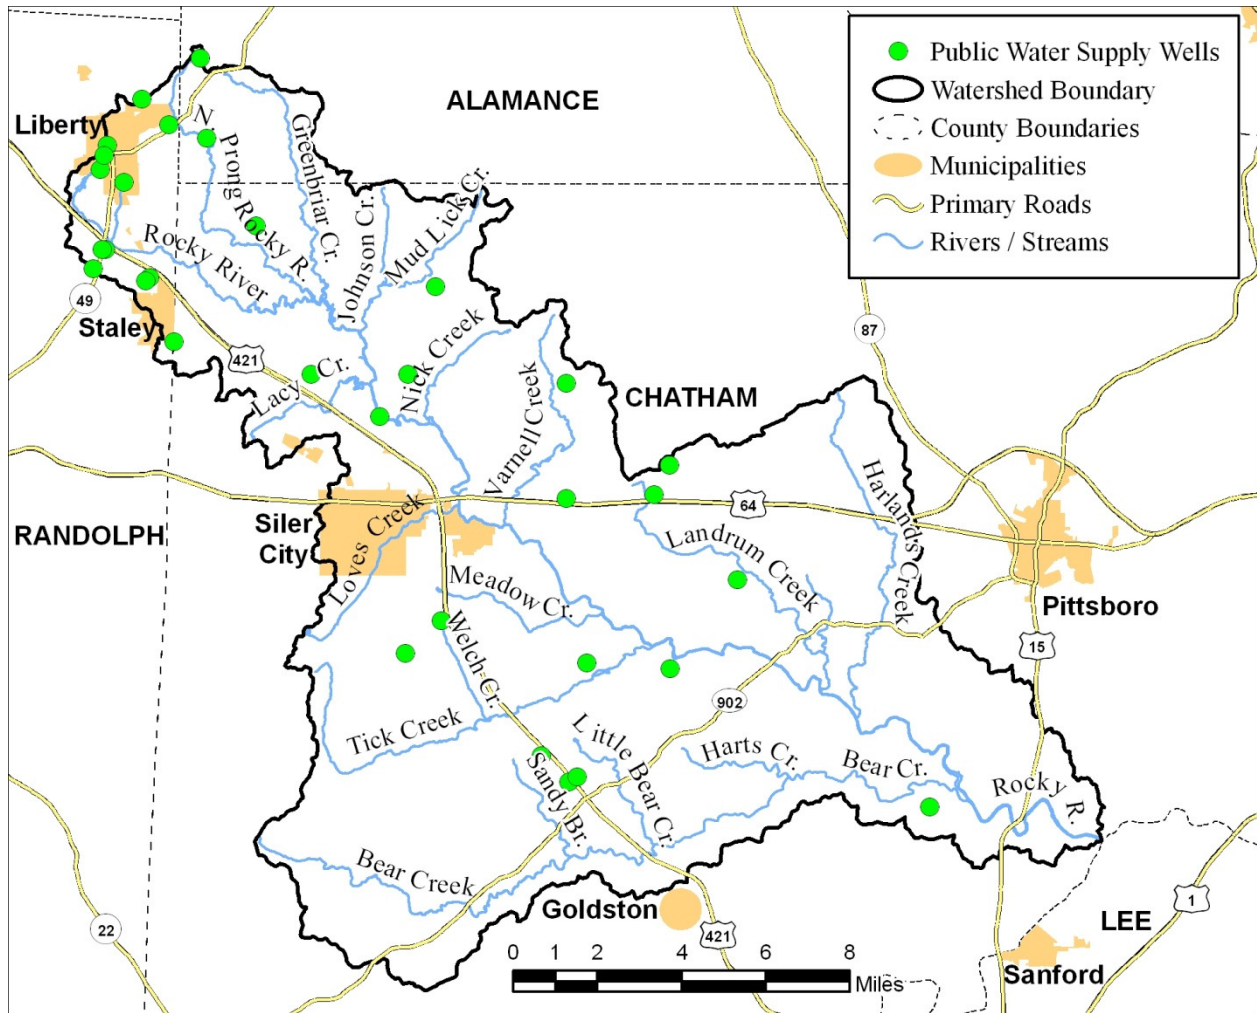 Public Water Supply Wells
Watershed Boundary
County Boundaries
Municipalities
Primary Roads
Rivers / Streams
ALAMANCE
Liberty
N. Prong Rocky R.
Greenbriar Cr.
Johnson Cr.
Mud Lick Cr.
Rocky River
49
Staley
421
87
Lacy Cr.
Nick Creek
Varnell Creek
CHATHAM
Harlands Creek
64
RANDOLPH
Siler
City
Loves Creek
Landrum Creek
Meadow Cr.
Pittsboro
15
Welch Cr.
902
Tick Creek
Little Bear Cr.
Harts Cr.
Bear Cr.
Rocky R.
Sandy Br.
Bear Creek
Goldston
421
22
1
LEE
Sanford
0 1 2 4 6 8
Miles